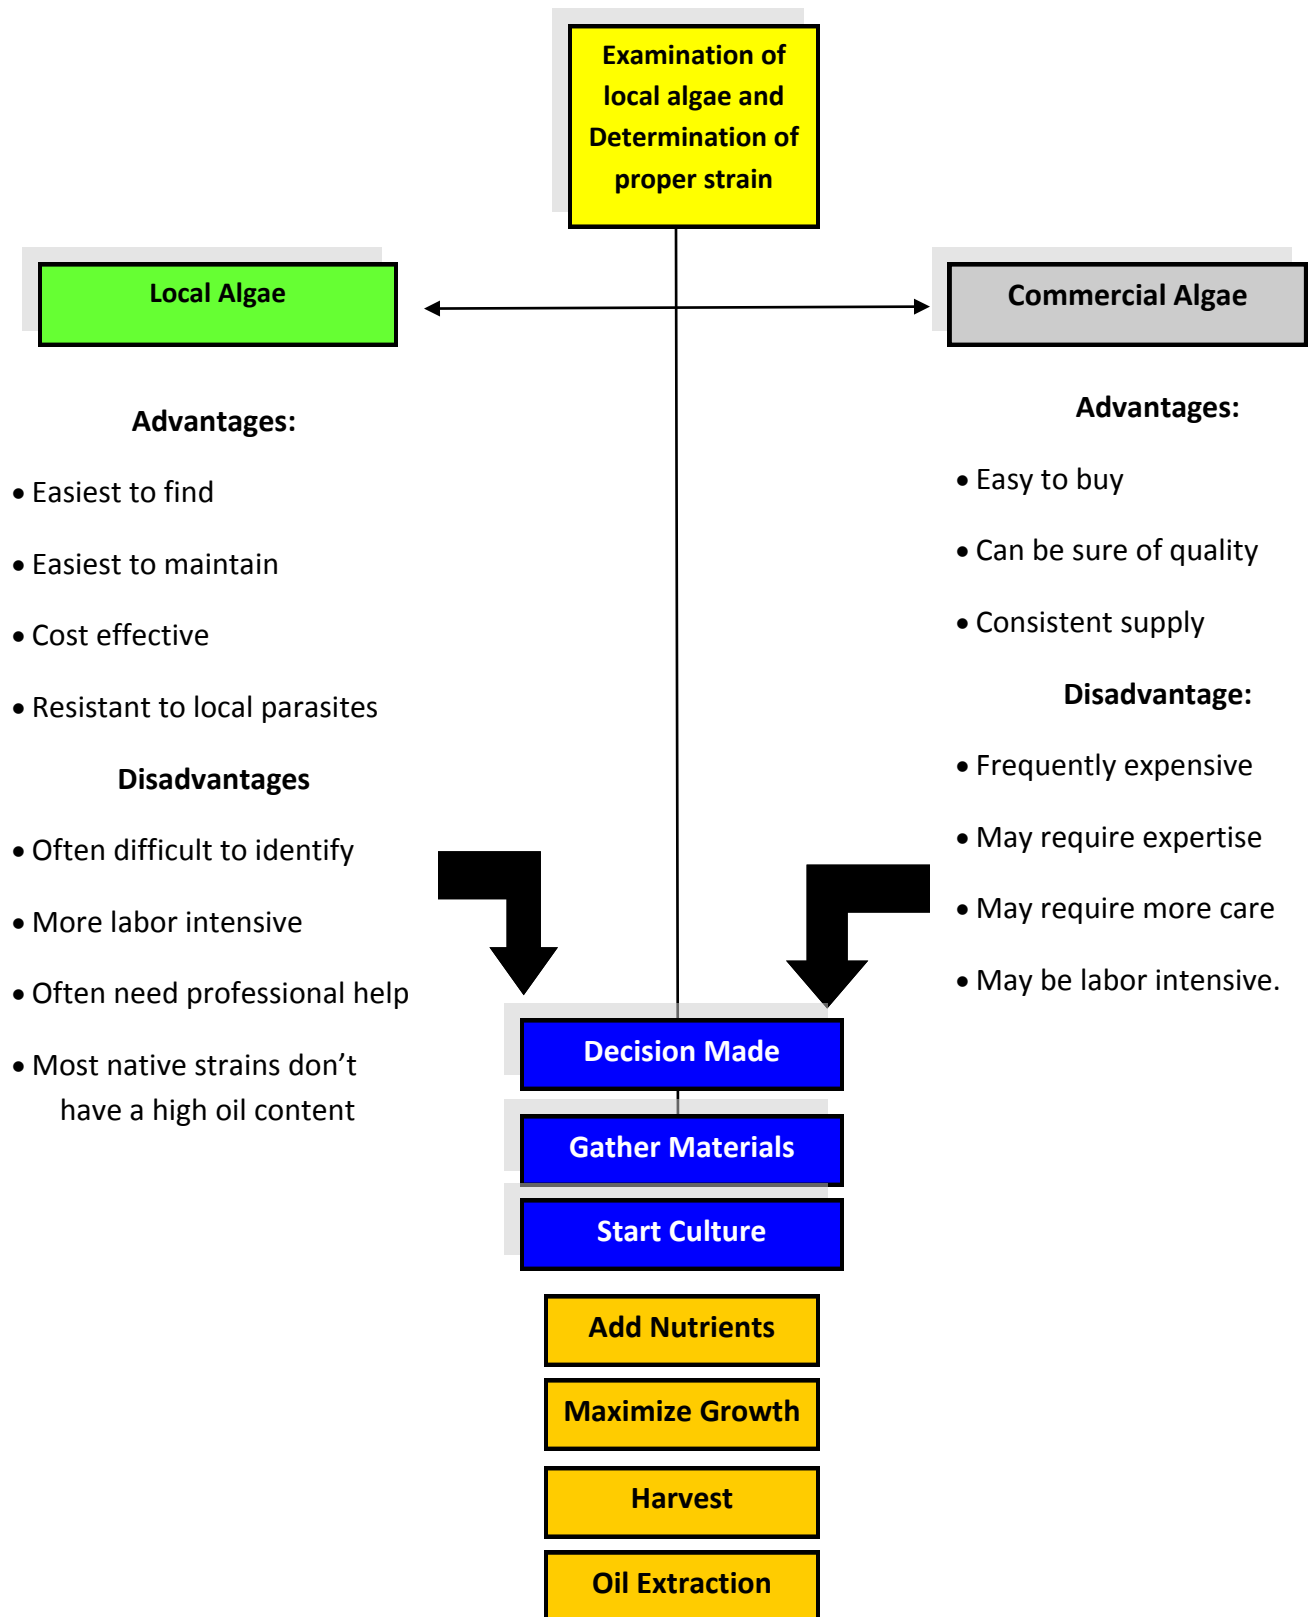 Examination of
local algae and
Determination of
proper strain
Local Algae
Advantages:
• Easiest to find
• Easiest to maintain
• Cost effective
• Resistant to local parasites
Disadvantages
• Often difficult to identify
• More labor intensive
• Often need professional help
• Most native strains don’t
have a high oil content
Commercial Algae
Advantages:
• Easy to buy
• Can be sure of quality
• Consistent supply
Disadvantage:
• Frequently expensive
• May require expertise
• May require more care
• May be labor intensive.
Decision Made
Gather Materials
Start Culture
Add Nutrients
Maximize Growth
Harvest
Oil Extraction